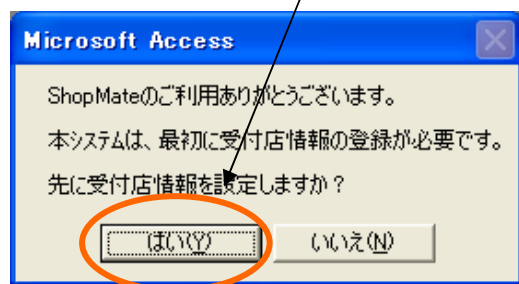 Microsoft Access
ShopMateのご利用ありがとうございます。
本システムは、最初に受付店情報の登録が必要です。
先に受付店情報を設定しますか？
はい(Y)
いいえ(N)